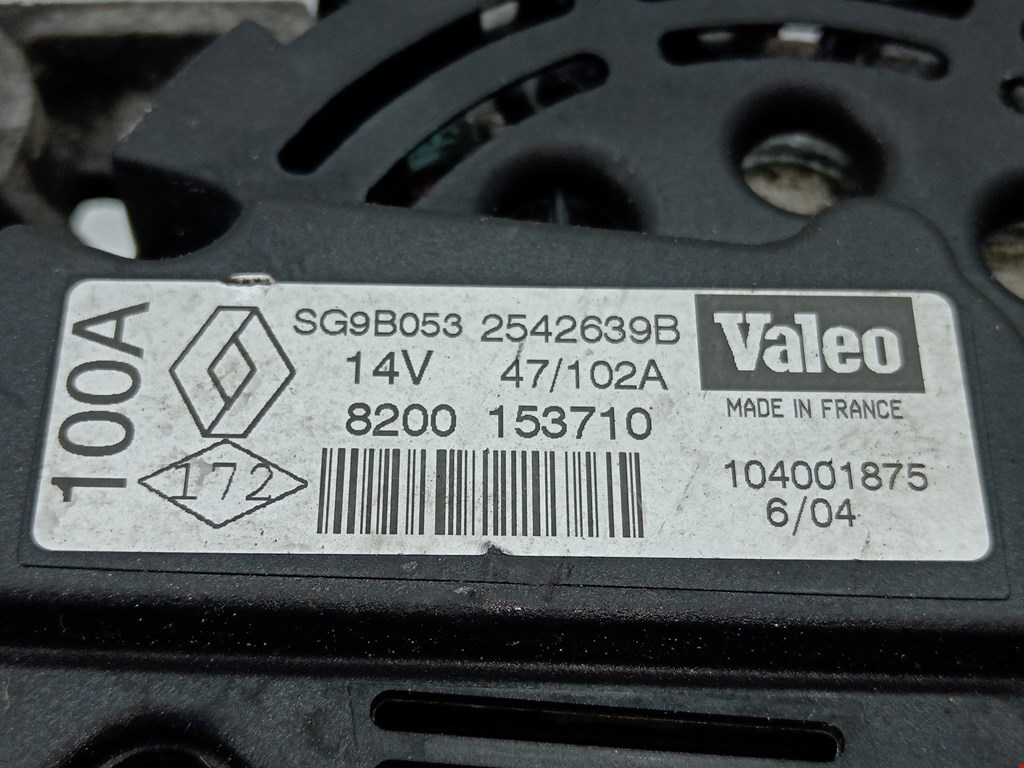 100A
SG9B053 2542639B
14V 47/102A
8200 153710
172
Valeo
MADE IN FRANCE
104001875
6/04